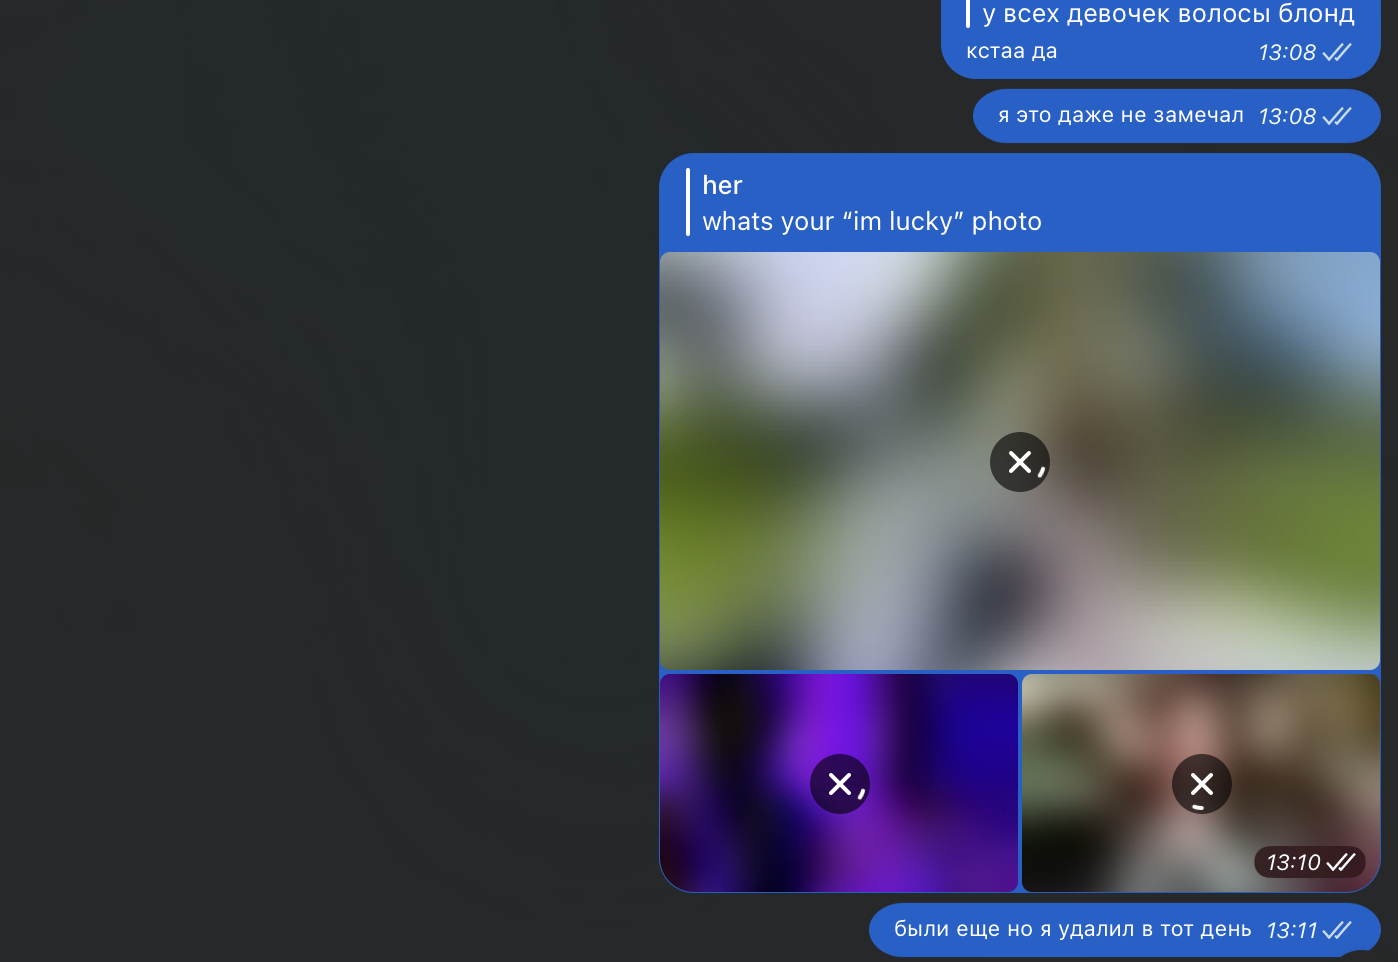 у всех девочек волосы блонд
кстаа да 13:08
я это даже не замечал 13:08
her
whats your “im lucky” photo
13:10
были еще но я удалил в тот день 13:11